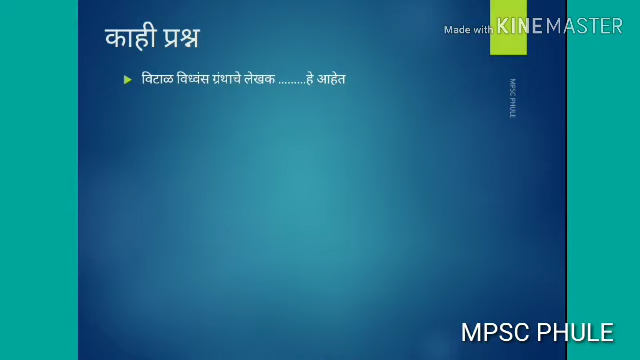 Made with KINEMASTER
काही प्रश्न
विटाळ विध्वंस ग्रंथाचे लेखक .........हे आहेत
MPSC PHULE
MPSC PHULE